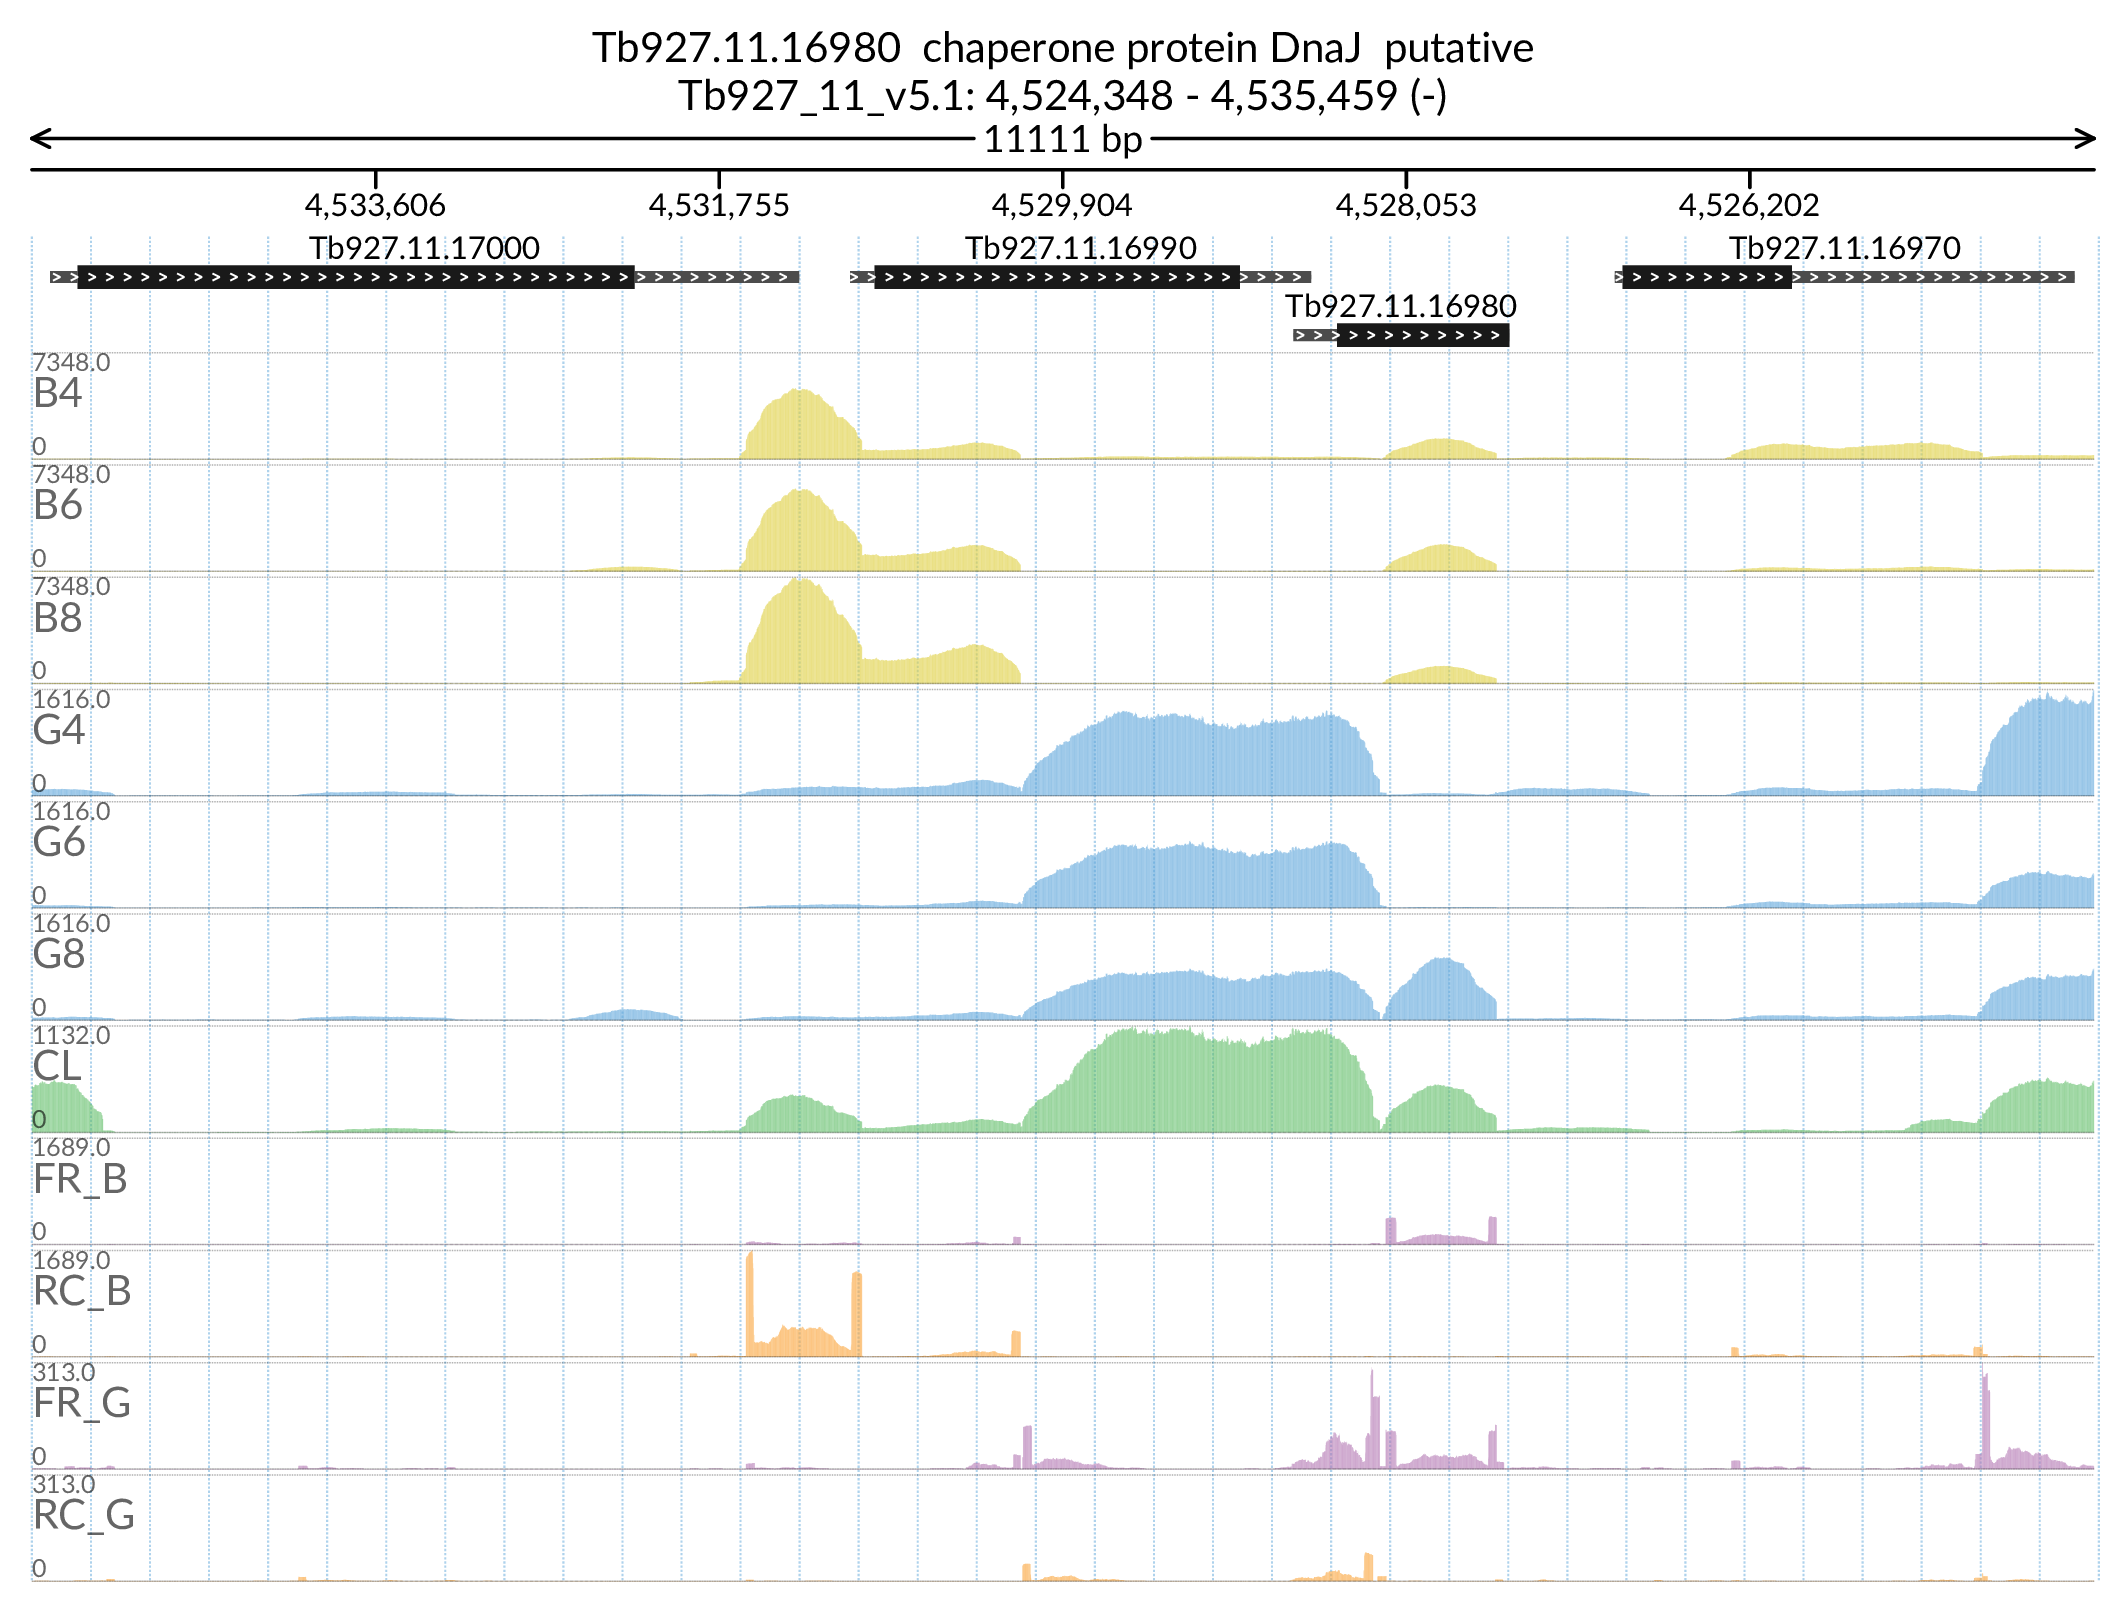 Tb927.11.16980  chaperone protein DnaJ  putative
Tb927_11_v5.1: 4,524,348 - 4,535,459 (-)
11111 bp
4,533,606 4,531,755 4,529,904 4,528,053 4,526,202
Tb927.11.17000 Tb927.11.16990 Tb927.11.16970
Tb927.11.16980
7348.0
B4
0
7348.0
B6
0
7348.0
B8
0
1616.0
G4
0
1616.0
G6
0
1616.0
G8
0
1132.0
CL
0
1689.0
FR_B
0
1689.0
RC_B
0
313.0
FR_G
0
313.0
RC_G
0